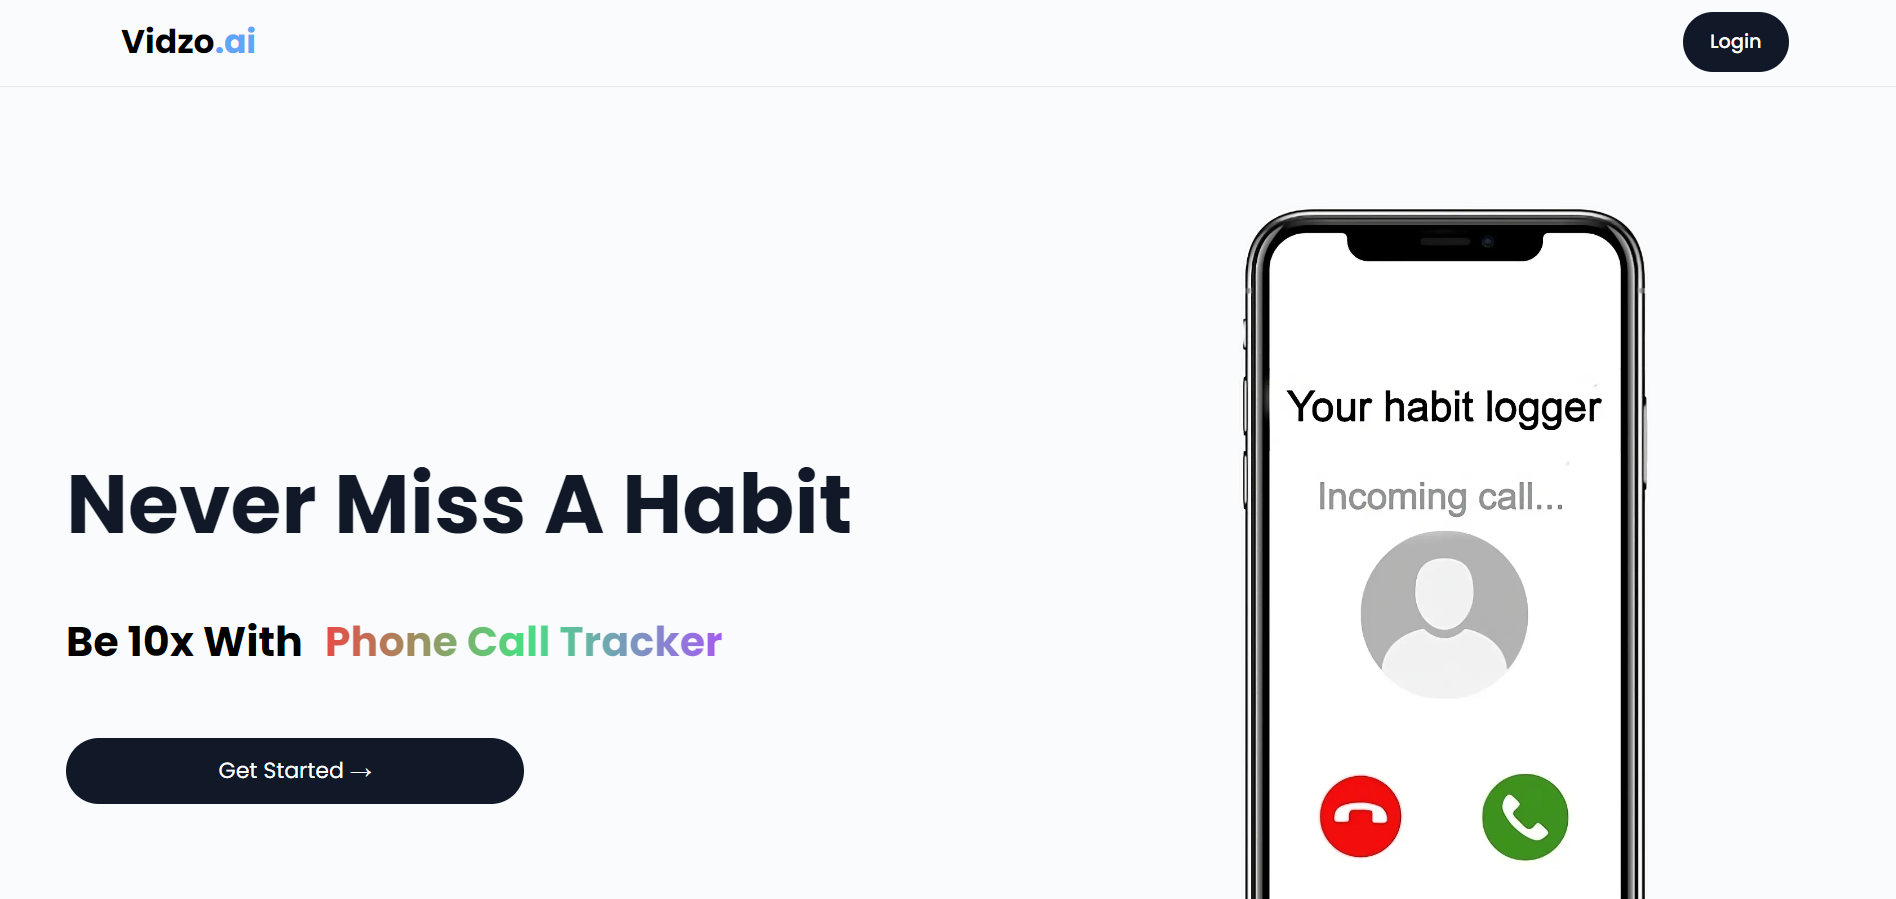 Vidzo.ai
Login
Never Miss A Habit
Be 10x With Phone Call Tracker
Get Started →
Your habit logger
Incoming call...